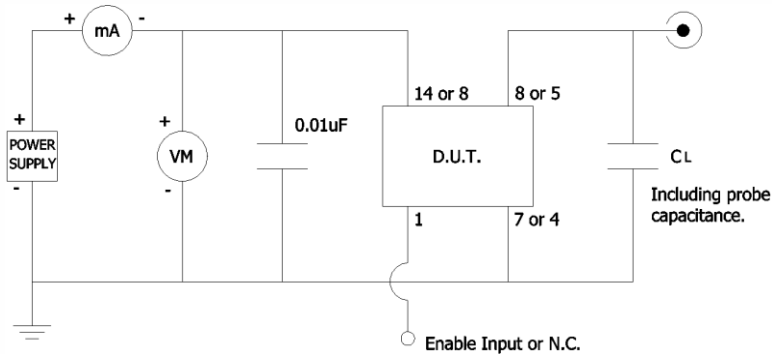 + mA -
14 or 8
8 or 5
+
POWER
SUPPLY
-
+
VM
-
0.01uF
D.U.T.
CL
Including probe
capacitance.
1
7 or 4
Enable Input or N.C.